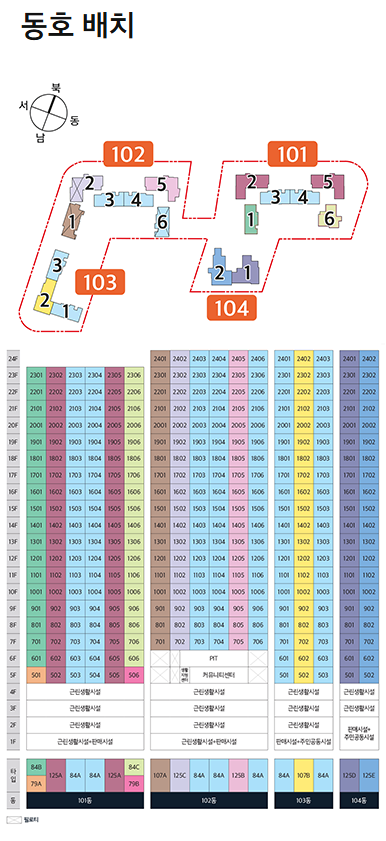 동호 배치
북
서
동
남
102
101
2 5 2 5
3 4 3 4
1 6 1 6
3
2 1
103
2
1
104
24F 2401 2402 2403 2404 2405 2406 2401 2402 2403 2401 2402
23F 2301 2302 2303 2304 2305 2306 2301 2302 2303 2304 2305 2306 2301 2302 2303 2301 2302
22F 2201 2202 2203 2204 2205 2206 2201 2202 2203 2204 2205 2206 2201 2202 2203 2201 2202
21F 2101 2102 2103 2104 2105 2106 2101 2102 2103 2104 2105 2106 2101 2102 2103 2101 2102
20F 2001 2002 2003 2004 2005 2006 2001 2002 2003 2004 2005 2006 2001 2002 2003 2001 2002
19F 1901 1902 1903 1904 1905 1906 1901 1902 1903 1904 1905 1906 1901 1902 1903 1901 1902
18F 1801 1802 1803 1804 1805 1806 1801 1802 1803 1804 1805 1806 1801 1802 1803 1801 1802
17F 1701 1702 1703 1704 1705 1706 1701 1702 1703 1704 1705 1706 1701 1702 1703 1701 1702
16F 1601 1602 1603 1604 1605 1606 1601 1602 1603 1604 1605 1606 1601 1602 1603 1601 1602
15F 1501 1502 1503 1504 1505 1506 1501 1502 1503 1504 1505 1506 1501 1502 1503 1501 1502
14F 1401 1402 1403 1404 1405 1406 1401 1402 1403 1404 1405 1406 1401 1402 1403 1401 1402
13F 1301 1302 1303 1304 1305 1306 1301 1302 1303 1304 1305 1306 1301 1302 1303 1301 1302
12F 1201 1202 1203 1204 1205 1206 1201 1202 1203 1204 1205 1206 1201 1202 1203 1201 1202
11F 1101 1102 1103 1104 1105 1106 1101 1102 1103 1104 1105 1106 1101 1102 1103 1101 1102
10F 1001 1002 1003 1004 1005 1006 1001 1002 1003 1004 1005 1006 1001 1002 1003 1001 1002
9F 901 902 903 904 905 906 901 902 903 904 905 906 901 902 903 901 902
8F 801 802 803 804 805 806 801 802 803 804 805 806 801 802 803 801 802
7F 701 702 703 704 705 706 701 702 703 704 705 706 701 702 703 701 702
6F 601 602 603 604 605 606 PIT 601 602 603 601 602
5F 501 502 503 504 505 506 생활지원센터 커뮤니티센터 501 502 503 501 502
4F 근린생활시설 근린생활시설 근린생활시설 근린생활시설
3F 근린생활시설 근린생활시설 근린생활시설 근린생활시설
2F 근린생활시설 근린생활시설 근린생활시설 판매시설+
1F 근린생활시설+판매시설 근린생활시설+판매시설 판매시설+주민공동시설 주민공동시설
타입 84B 79A 125A 84A 84A 125A 84C 79B 107A 125C 84A 84A 125B 84A 84A 107B 84A 125D 125E
동 101동 102동 103동 104동
필로티